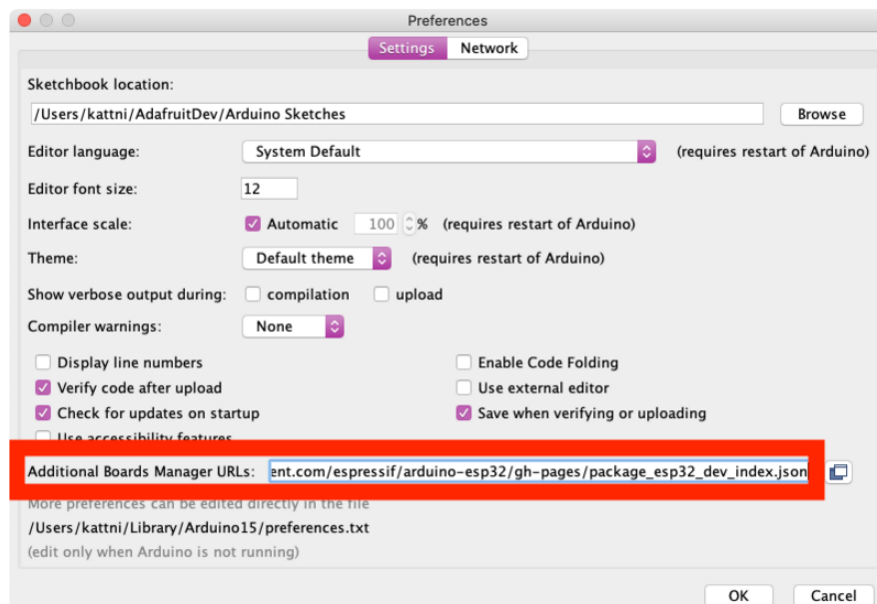 Preferences
Settings Network
Sketchbook location:
/Users/kattni/AdafruitDev/Arduino Sketches Browse
Editor language: System Default (requires restart of Arduino)
Editor font size: 12
Interface scale: Automatic 100 % (requires restart of Arduino)
Theme: Default theme (requires restart of Arduino)
Show verbose output during: compilation upload
Compiler warnings: None
Display line numbers Enable Code Folding
Verify code after upload Use external editor
Check for updates on startup Save when verifying or uploading
Use accessibility features
Additional Boards Manager URLs: ent.com/espressif/arduino-esp32/gh-pages/package_esp32_dev_index.json
More preferences can be edited directly in the file
/Users/kattni/Library/Arduino15/preferences.txt
(edit only when Arduino is not running)
OK Cancel